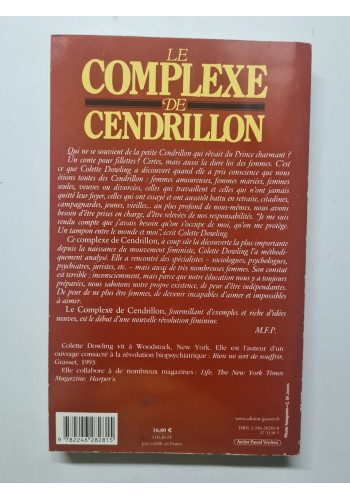 LE
COMPLEXE
DE
CENDRILLON
Qui ne se souvient de la petite Cendrillon qui rêvait du Prince charmant ?
Un conte pour fillettes ? Certes, mais aussi la dure loi des femmes. C'est
ce que Colette Dowling a découvert quand elle a pris conscience que nous
étions toutes des Cendrillon : femmes amoureuses, femmes mariées, femmes
seules, veuves ou divorcées, celles qui travaillent et celles qui n'ont jamais
quitté leur foyer, celles qui ont essayé et ont aussitôt battu en retraite, citadines,
campagnardes, jeunes, vieilles... au plus profond de nous-mêmes, nous avons
besoin d'être prises en charge, d'être relevées de nos responsabilités. "Je me suis
rendu compte que j'avais besoin qu'on s'occupe de moi, qu'on me protège.
Un tampon entre le monde et moi", écrit Colette Dowling.
Ce complexe de Cendrillon, à coup sûr la découverte la plus importante
depuis la naissance du mouvement féministe, Colette Dowling l'a méthodi-
quement analysé. Elle a rencontré des spécialistes – sociologues, psychologues,
psychiatres, juristes, etc. – mais aussi de très nombreuses femmes. Son constat
est terrible : inconsciemment, mais parce que notre éducation nous y a toujours
préparées, nous sabotons notre propre existence, de peur d'être indépendantes.
De peur de ne plus être femmes, de devenir incapables d'aimer et impossibles
à aimer.
Le Complexe de Cendrillon, fourmillant d'exemples et riche d'idées
neuves, est le début d'une nouvelle révolution féminine.
M.F.P.
Colette Dowling vit à Woodstock, New York. Elle est l'auteur d'un
ouvrage consacré à la révolution biopsychiatrique : Rien ne sert de souffrir,
Grasset, 1993.
Elle collabore à de nombreux magazines : Life, The New York Times
Magazine, Harper's.
9 782246 282815
16,60 €
prix valable en France
www.edition-grasset.fr
Atelier Pascal Vercken